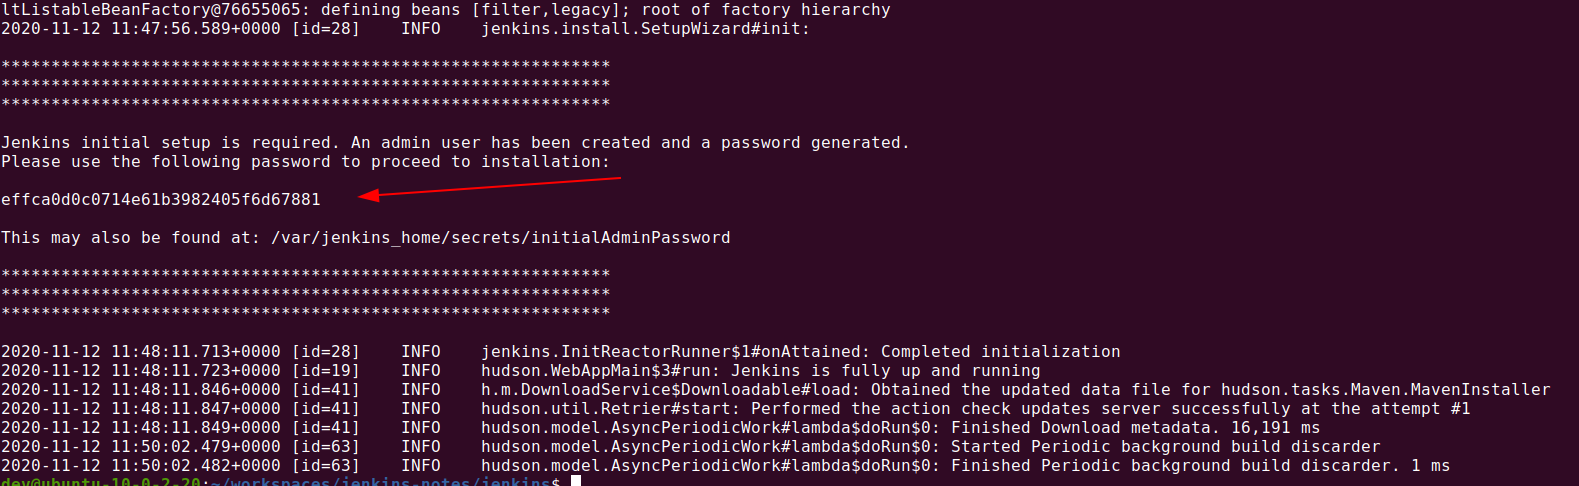 ltListableBeanFactory@76655065: defining beans [filter,legacy]; root of factory hierarchy
2020-11-12 11:47:56.589+0000 [id=28]    INFO    jenkins.install.SetupWizard#init:
*************************************************************
*************************************************************
*************************************************************
Jenkins initial setup is required. An admin user has been created and a password generated.
Please use the following password to proceed to installation:
effca0d0c0714e61b3982405f6d67881
This may also be found at: /var/jenkins_home/secrets/initialAdminPassword
*************************************************************
*************************************************************
*************************************************************
2020-11-12 11:48:11.713+0000 [id=28]    INFO    jenkins.InitReactorRunner$1#onAttained: Completed initialization
2020-11-12 11:48:11.723+0000 [id=19]    INFO    hudson.WebAppMain$3#run: Jenkins is fully up and running
2020-11-12 11:48:11.846+0000 [id=41]    INFO    h.m.DownloadService$Downloadable#load: Obtained the updated data file for hudson.tasks.Maven.MavenInstaller
2020-11-12 11:48:11.847+0000 [id=41]    INFO    hudson.util.Retrier#start: Performed the action check updates server successfully at the attempt #1
2020-11-12 11:48:11.849+0000 [id=41]    INFO    hudson.model.AsyncPeriodicWork#lambda$doRun$0: Finished Download metadata. 16,191 ms
2020-11-12 11:50:02.479+0000 [id=63]    INFO    hudson.model.AsyncPeriodicWork#lambda$doRun$0: Started Periodic background build discarder
2020-11-12 11:50:02.482+0000 [id=63]    INFO    hudson.model.AsyncPeriodicWork#lambda$doRun$0: Finished Periodic background build discarder. 1 ms
dev@ubuntu-10-0-2-20:~/workspaces/jenkins-notes/jenkins$